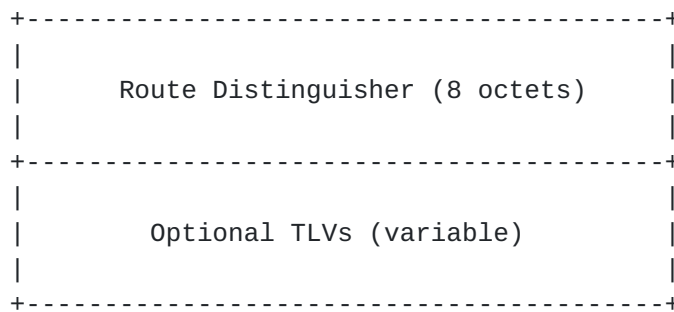 Route Distinguisher (8 octets)
Optional TLVs (variable)